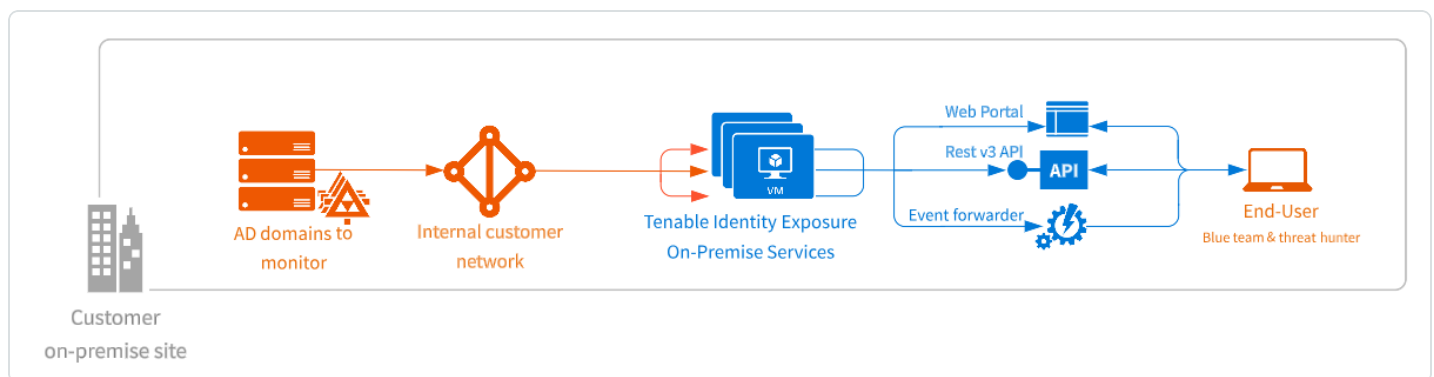 AD domains to
monitor
Internal customer
network
VM
Tenable Identity Exposure
On-Premise Services
Web Portal
Rest v3 API
API
Event forwarder
End-User
Blue team & threat hunter
Customer
on-premise site